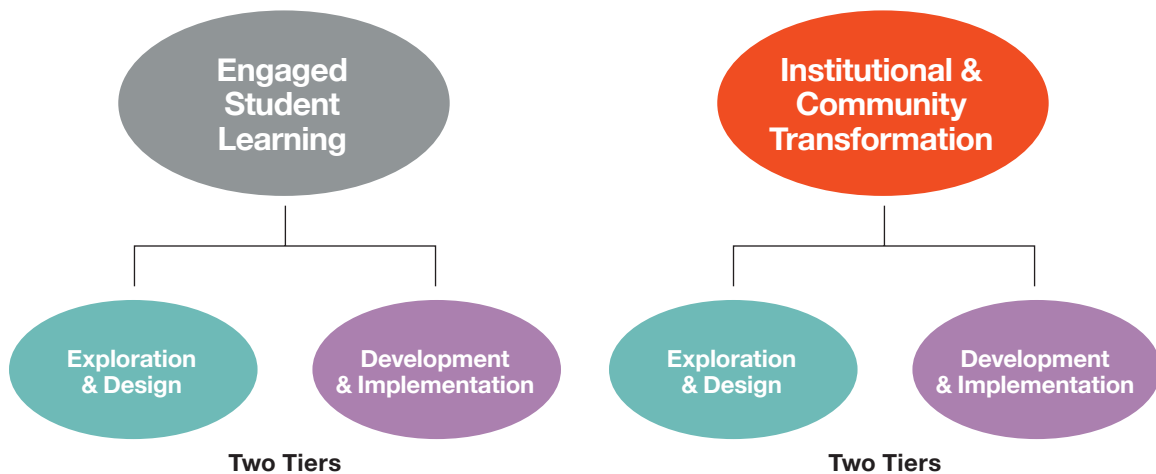 Engaged
Student
Learning
Institutional &
Community
Transformation
Exploration
& Design
Development
& Implementation
Exploration
& Design
Development
& Implementation
Two Tiers
Two Tiers